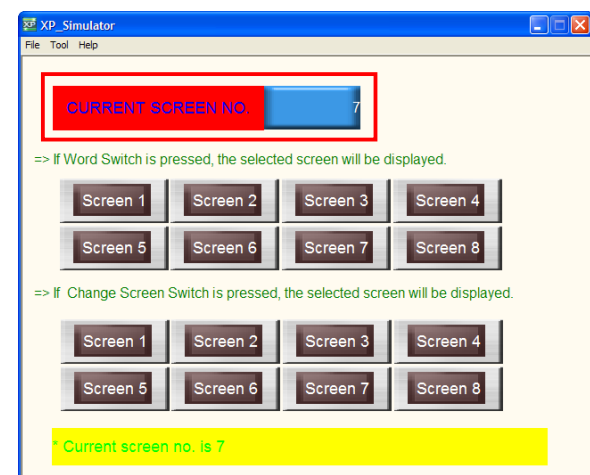 XP_Simulator
File Tool Help
CURRENT SCREEN NO. 7
=> If Word Switch is pressed, the selected screen will be displayed.
Screen 1 Screen 2 Screen 3 Screen 4
Screen 5 Screen 6 Screen 7 Screen 8
=> If Change Screen Switch is pressed, the selected screen will be displayed.
Screen 1 Screen 2 Screen 3 Screen 4
Screen 5 Screen 6 Screen 7 Screen 8
* Current screen no. is 7